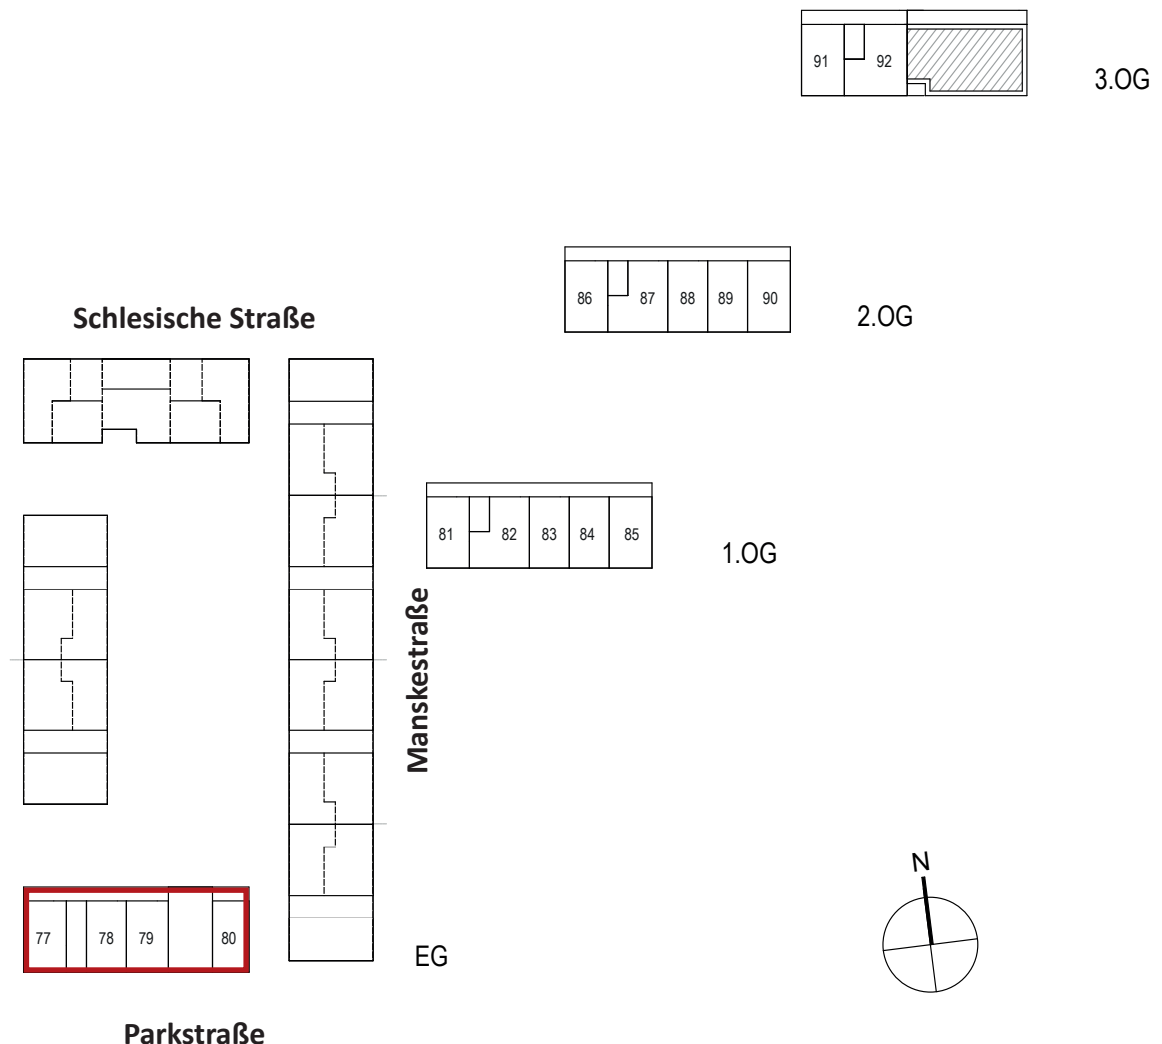 91 92
3.OG
86 87 88 89 90
2.OG
Schlesische Straße
81 82 83 84 85
1.OG
Manskestraße
N
77 78 79 80
EG
Parkstraße